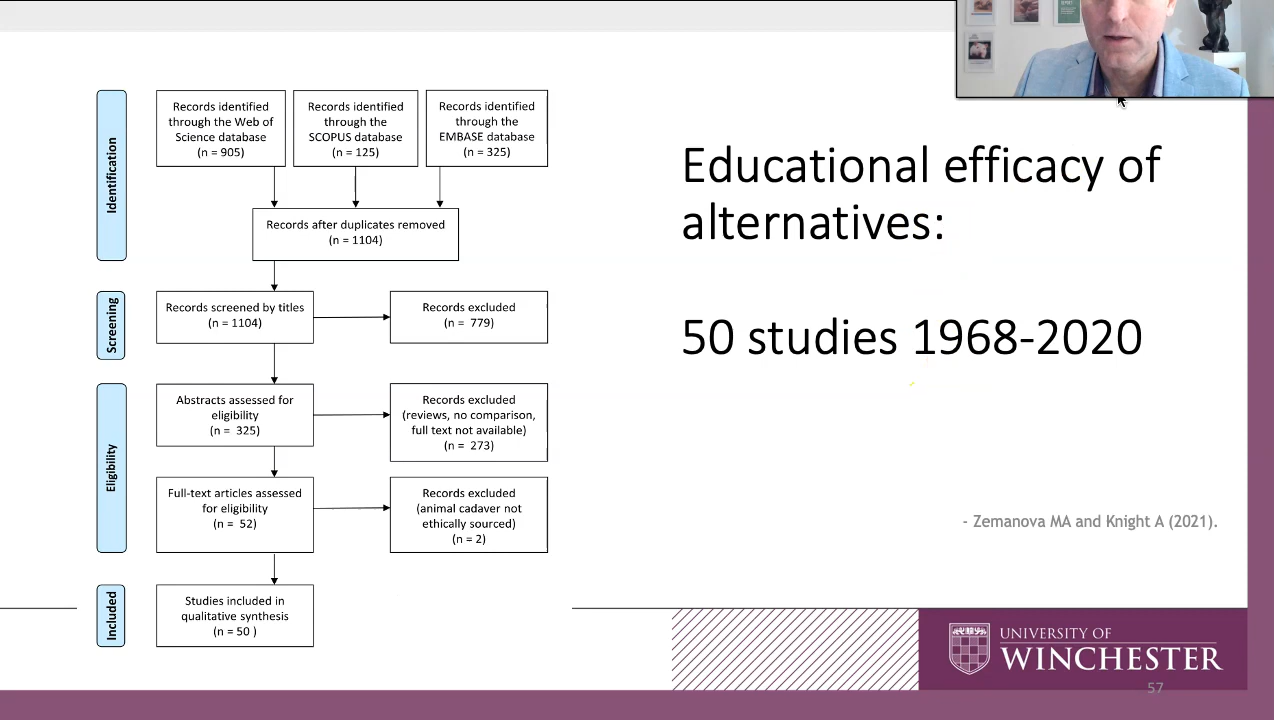 Identification
Records identified
through the Web of
Science database
(n = 905)
Records identified
through the
SCOPUS database
(n = 125)
Records identified
through the
EMBASE database
(n = 325)
Records after duplicates removed
(n = 1104)
Screening
Records screened by titles
(n = 1104)
Records excluded
(n = 779)
Eligibility
Abstracts assessed for
eligibility
(n = 325)
Records excluded
(reviews, no comparison,
full text not available)
(n = 273)
Full-text articles assessed
for eligibility
(n = 52)
Records excluded
(animal cadaver not
ethically sourced)
(n = 2)
Included
Studies included in
qualitative synthesis
(n = 50 )
Educational efficacy of
alternatives:
50 studies 1968-2020
- Zemanova MA and Knight A (2021).
UNIVERSITY OF
WINCHESTER
57